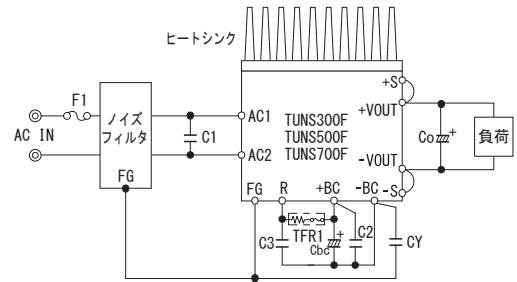 ヒートシンク
F1
AC IN
ノイズ
フィルタ
FG
C1
AC1
AC2
TUNS300F
TUNS500F
TUNS700F
+S
+VOUT
-VOUT
-S
Co
+
負荷
FG
R
+BC
-BC
TFR1
C3
Cbc
+
C2
CY